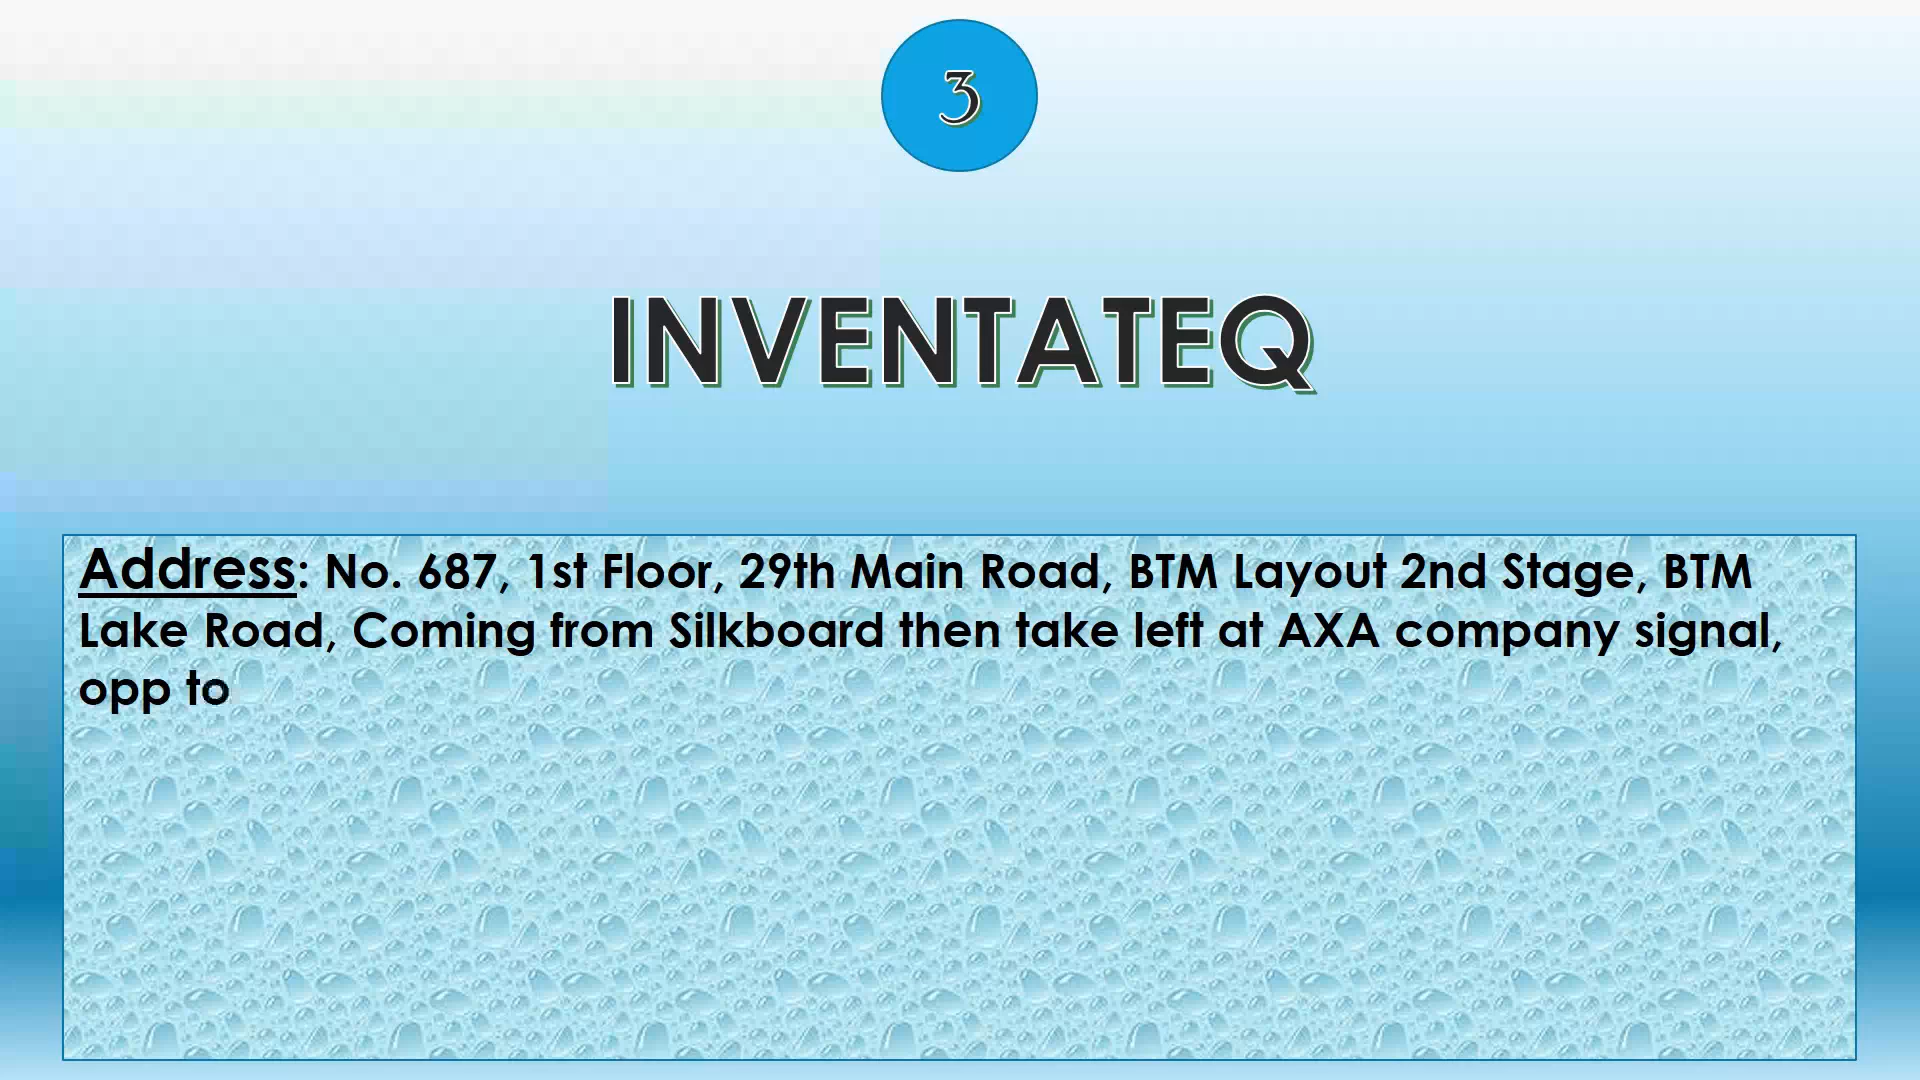 3
INVENTATEQ
Address: No. 687, 1st Floor, 29th Main Road, BTM Layout 2nd Stage, BTM
Lake Road, Coming from Silkboard then take left at AXA company signal,
opp to